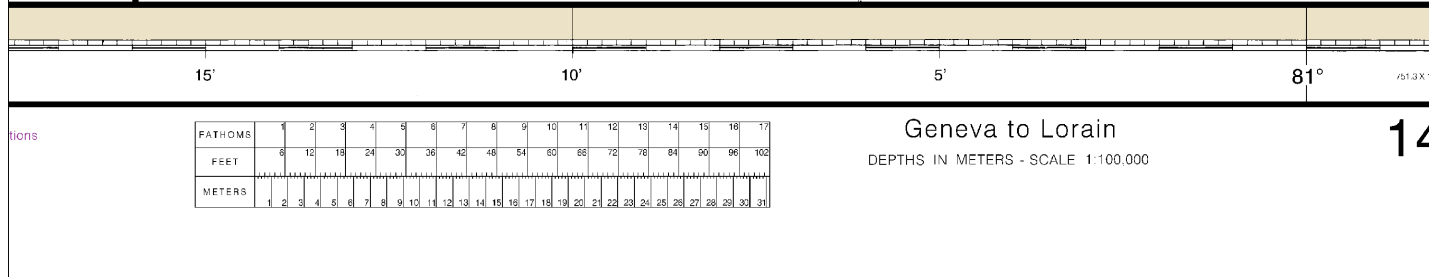 15' 10' 5' 81°
751.3 X
tions
FATHOMS 1 2 3 4 5 6 7 8 9 10 11 12 13 14 15 16 17
FEET 6 12 18 24 30 36 42 48 54 60 66 72 78 84 90 96 102
METERS 1 2 3 4 5 6 7 8 9 10 11 12 13 14 15 16 17 18 19 20 21 22 23 24 25 26 27 28 29 30 31
Geneva to Lorain
DEPTHS IN METERS - SCALE 1:100,000
14